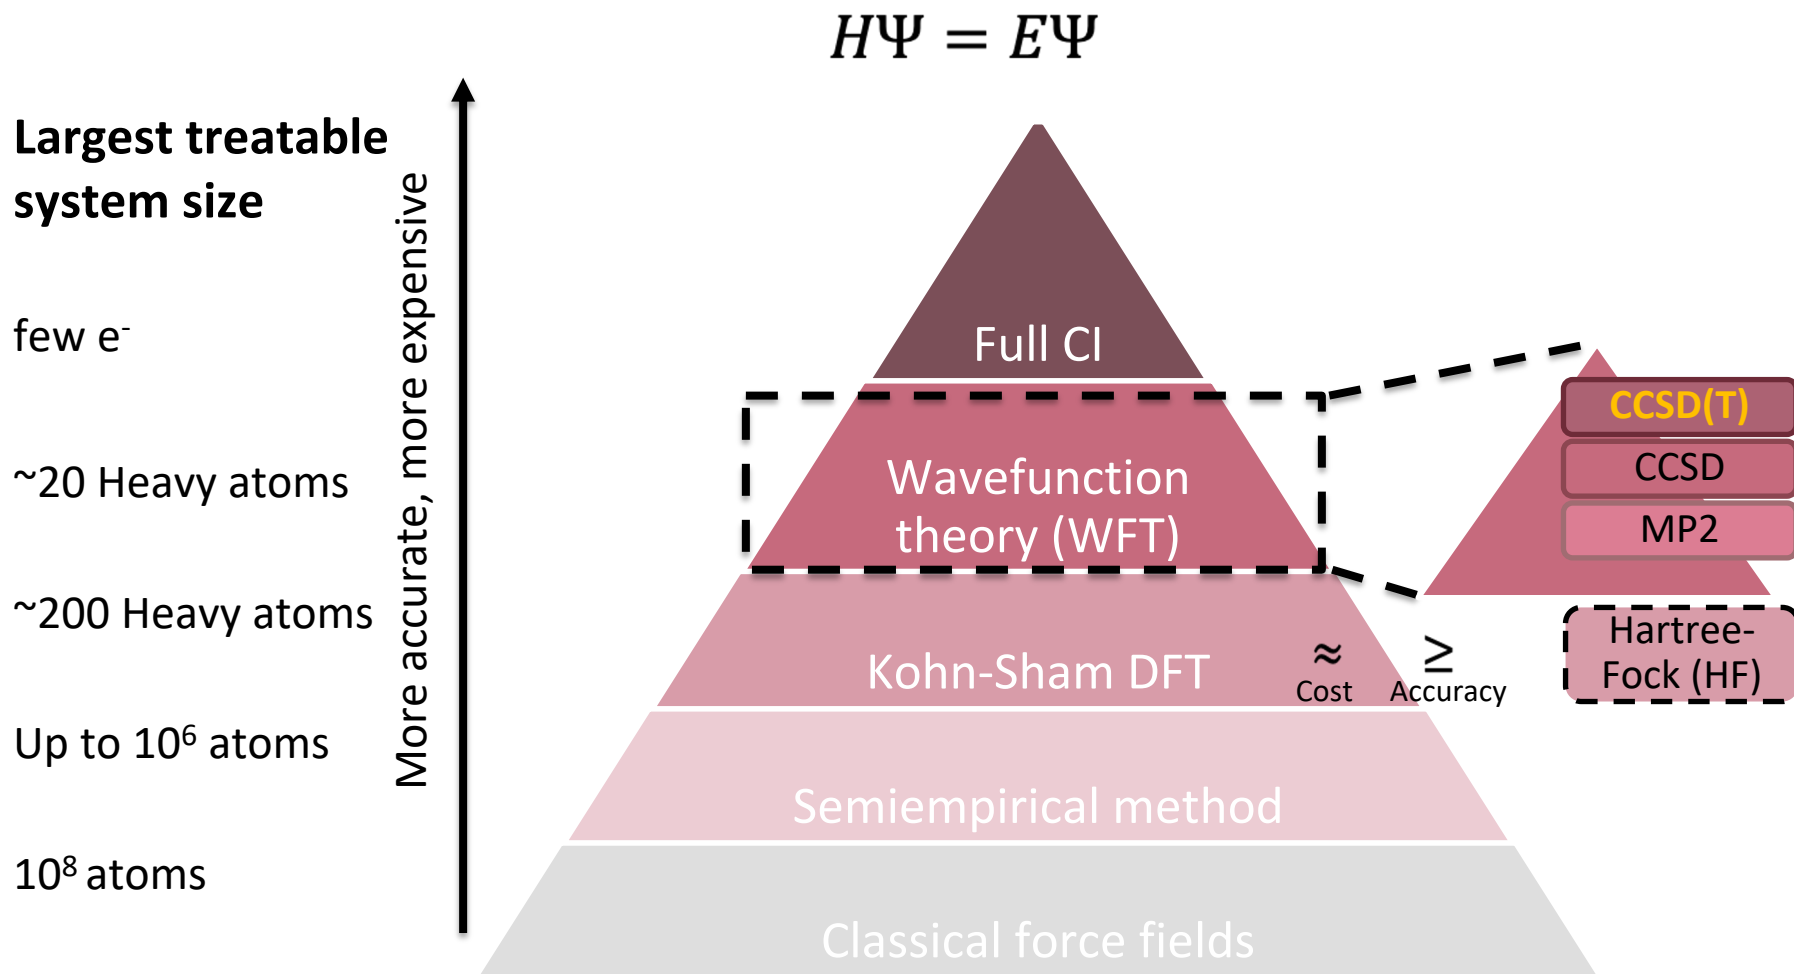 HΨ = EΨ
Largest treatable
system size
few e⁻
~20 Heavy atoms
~200 Heavy atoms
Up to 10⁶ atoms
10⁸ atoms
More accurate, more expensive
Full CI
Wavefunction
theory (WFT)
Kohn-Sham DFT
Semiempirical method
Classical force fields
≈
Cost
≥
Accuracy
CCSD(T)
CCSD
MP2
Hartree-
Fock (HF)